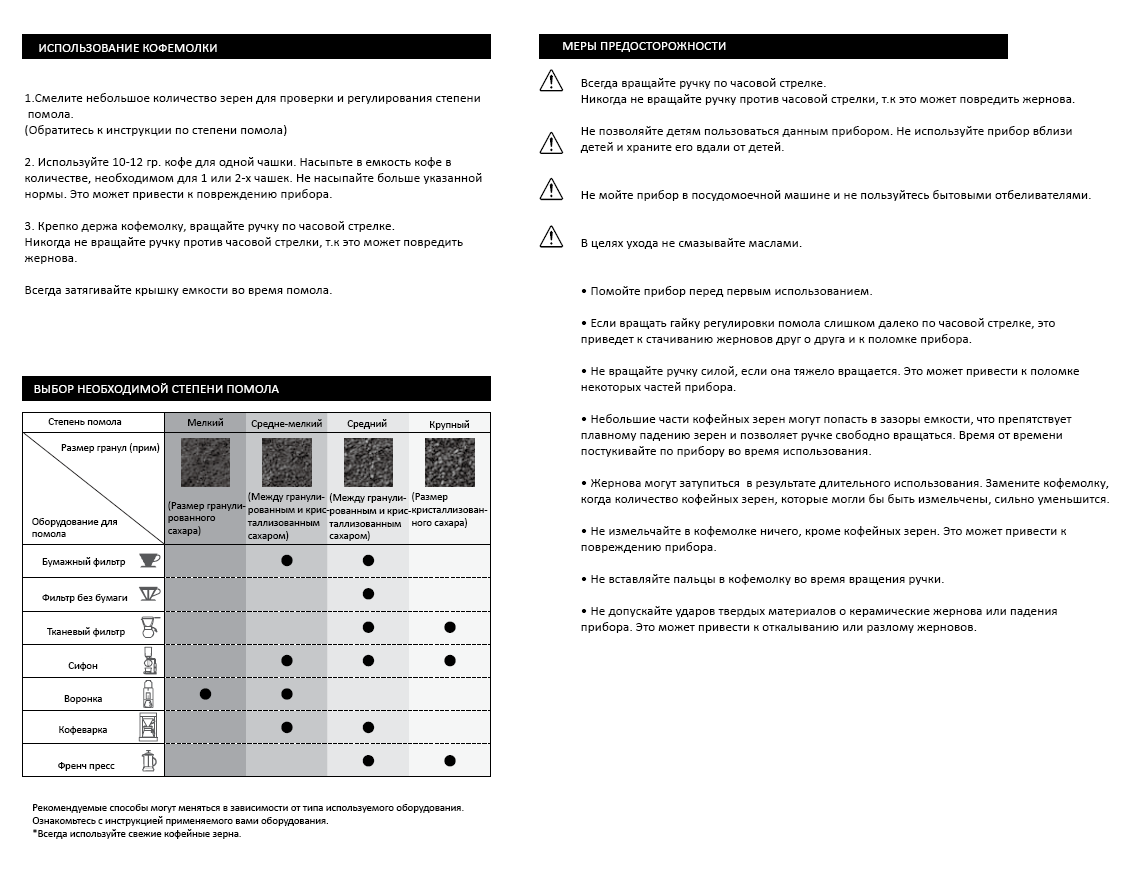 ИСПОЛЬЗОВАНИЕ КОФЕМОЛКИ
1.Смелите небольшое количество зерен для проверки и регулирования степени
помола.
(Обратитесь к инструкции по степени помола)
2. Используйте 10-12 гр. кофе для одной чашки. Насыпьте в емкость кофе в
количестве, необходимом для 1 или 2-х чашек. Не насыпайте больше указанной
нормы. Это может привести к повреждению прибора.
3. Крепко держа кофемолку, вращайте ручку по часовой стрелке.
Никогда не вращайте ручку против часовой стрелки, т.к это может повредить
жернова.
Всегда затягивайте крышку емкости во время помола.
ВЫБОР НЕОБХОДИМОЙ СТЕПЕНИ ПОМОЛА
Степень помола
Мелкий
Средне-мелкий
Средний
Крупный
Размер гранул (прим)
Оборудование для
помола
(Размер гранули-
рованного
сахара)
(Между гранули-
рованным и крис-
таллизованным
сахаром)
(Между гранули-
рованным и крис-
таллизованным
сахаром)
(Размер
кристаллизован-
ного сахара)
Бумажный фильтр
Фильтр без бумаги
Тканевый фильтр
Сифон
Воронка
Кофеварка
Френч пресс
Рекомендуемые способы могут меняться в зависимости от типа используемого оборудования.
Ознакомьтесь с инструкцией применяемого вами оборудования.
*Всегда используйте свежие кофейные зерна.
МЕРЫ ПРЕДОСТОРОЖНОСТИ
Всегда вращайте ручку по часовой стрелке.
Никогда не вращайте ручку против часовой стрелки, т.к это может повредить жернова.
Не позволяйте детям пользоваться данным прибором. Не используйте прибор вблизи
детей и храните его вдали от детей.
Не мойте прибор в посудомоечной машине и не пользуйтесь бытовыми отбеливателями.
В целях ухода не смазывайте маслами.
• Помойте прибор перед первым использованием.
• Если вращать гайку регулировки помола слишком далеко по часовой стрелке, это
приведет к стачиванию жерновов друг о друга и к поломке прибора.
• Не вращайте ручку силой, если она тяжело вращается. Это может привести к поломке
некоторых частей прибора.
• Небольшие части кофейных зерен могут попасть в зазоры емкости, что препятствует
плавному падению зерен и позволяет ручке свободно вращаться. Время от времени
постукивайте по прибору во время использования.
• Жернова могут затупиться в результате длительного использования. Замените кофемолку,
когда количество кофейных зерен, которые могли бы быть измельчены, сильно уменьшится.
• Не измельчайте в кофемолке ничего, кроме кофейных зерен. Это может привести к
повреждению прибора.
• Не вставляйте пальцы в кофемолку во время вращения ручки.
• Не допускайте ударов твердых материалов о керамические жернова или падения
прибора. Это может привести к откалыванию или разлому жерновов.